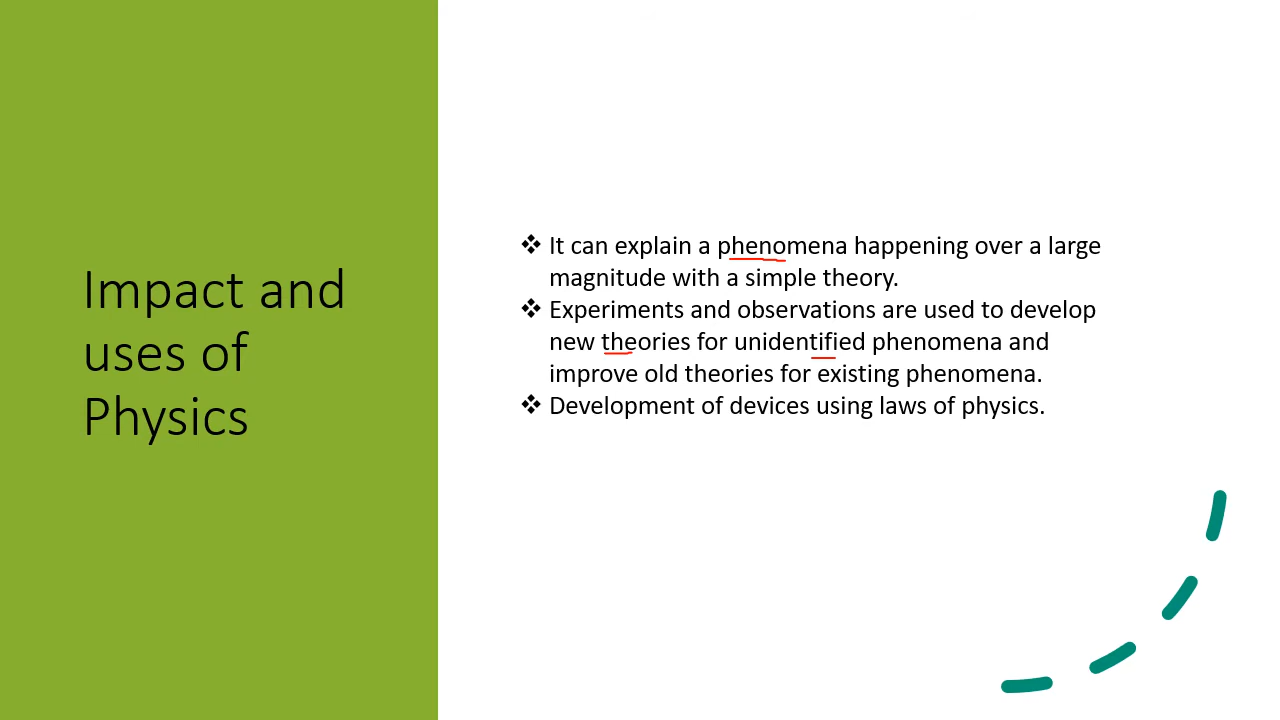 Impact and
uses of
Physics
❖ It can explain a phenomena happening over a large
magnitude with a simple theory.
❖ Experiments and observations are used to develop
new theories for unidentified phenomena and
improve old theories for existing phenomena.
❖ Development of devices using laws of physics.